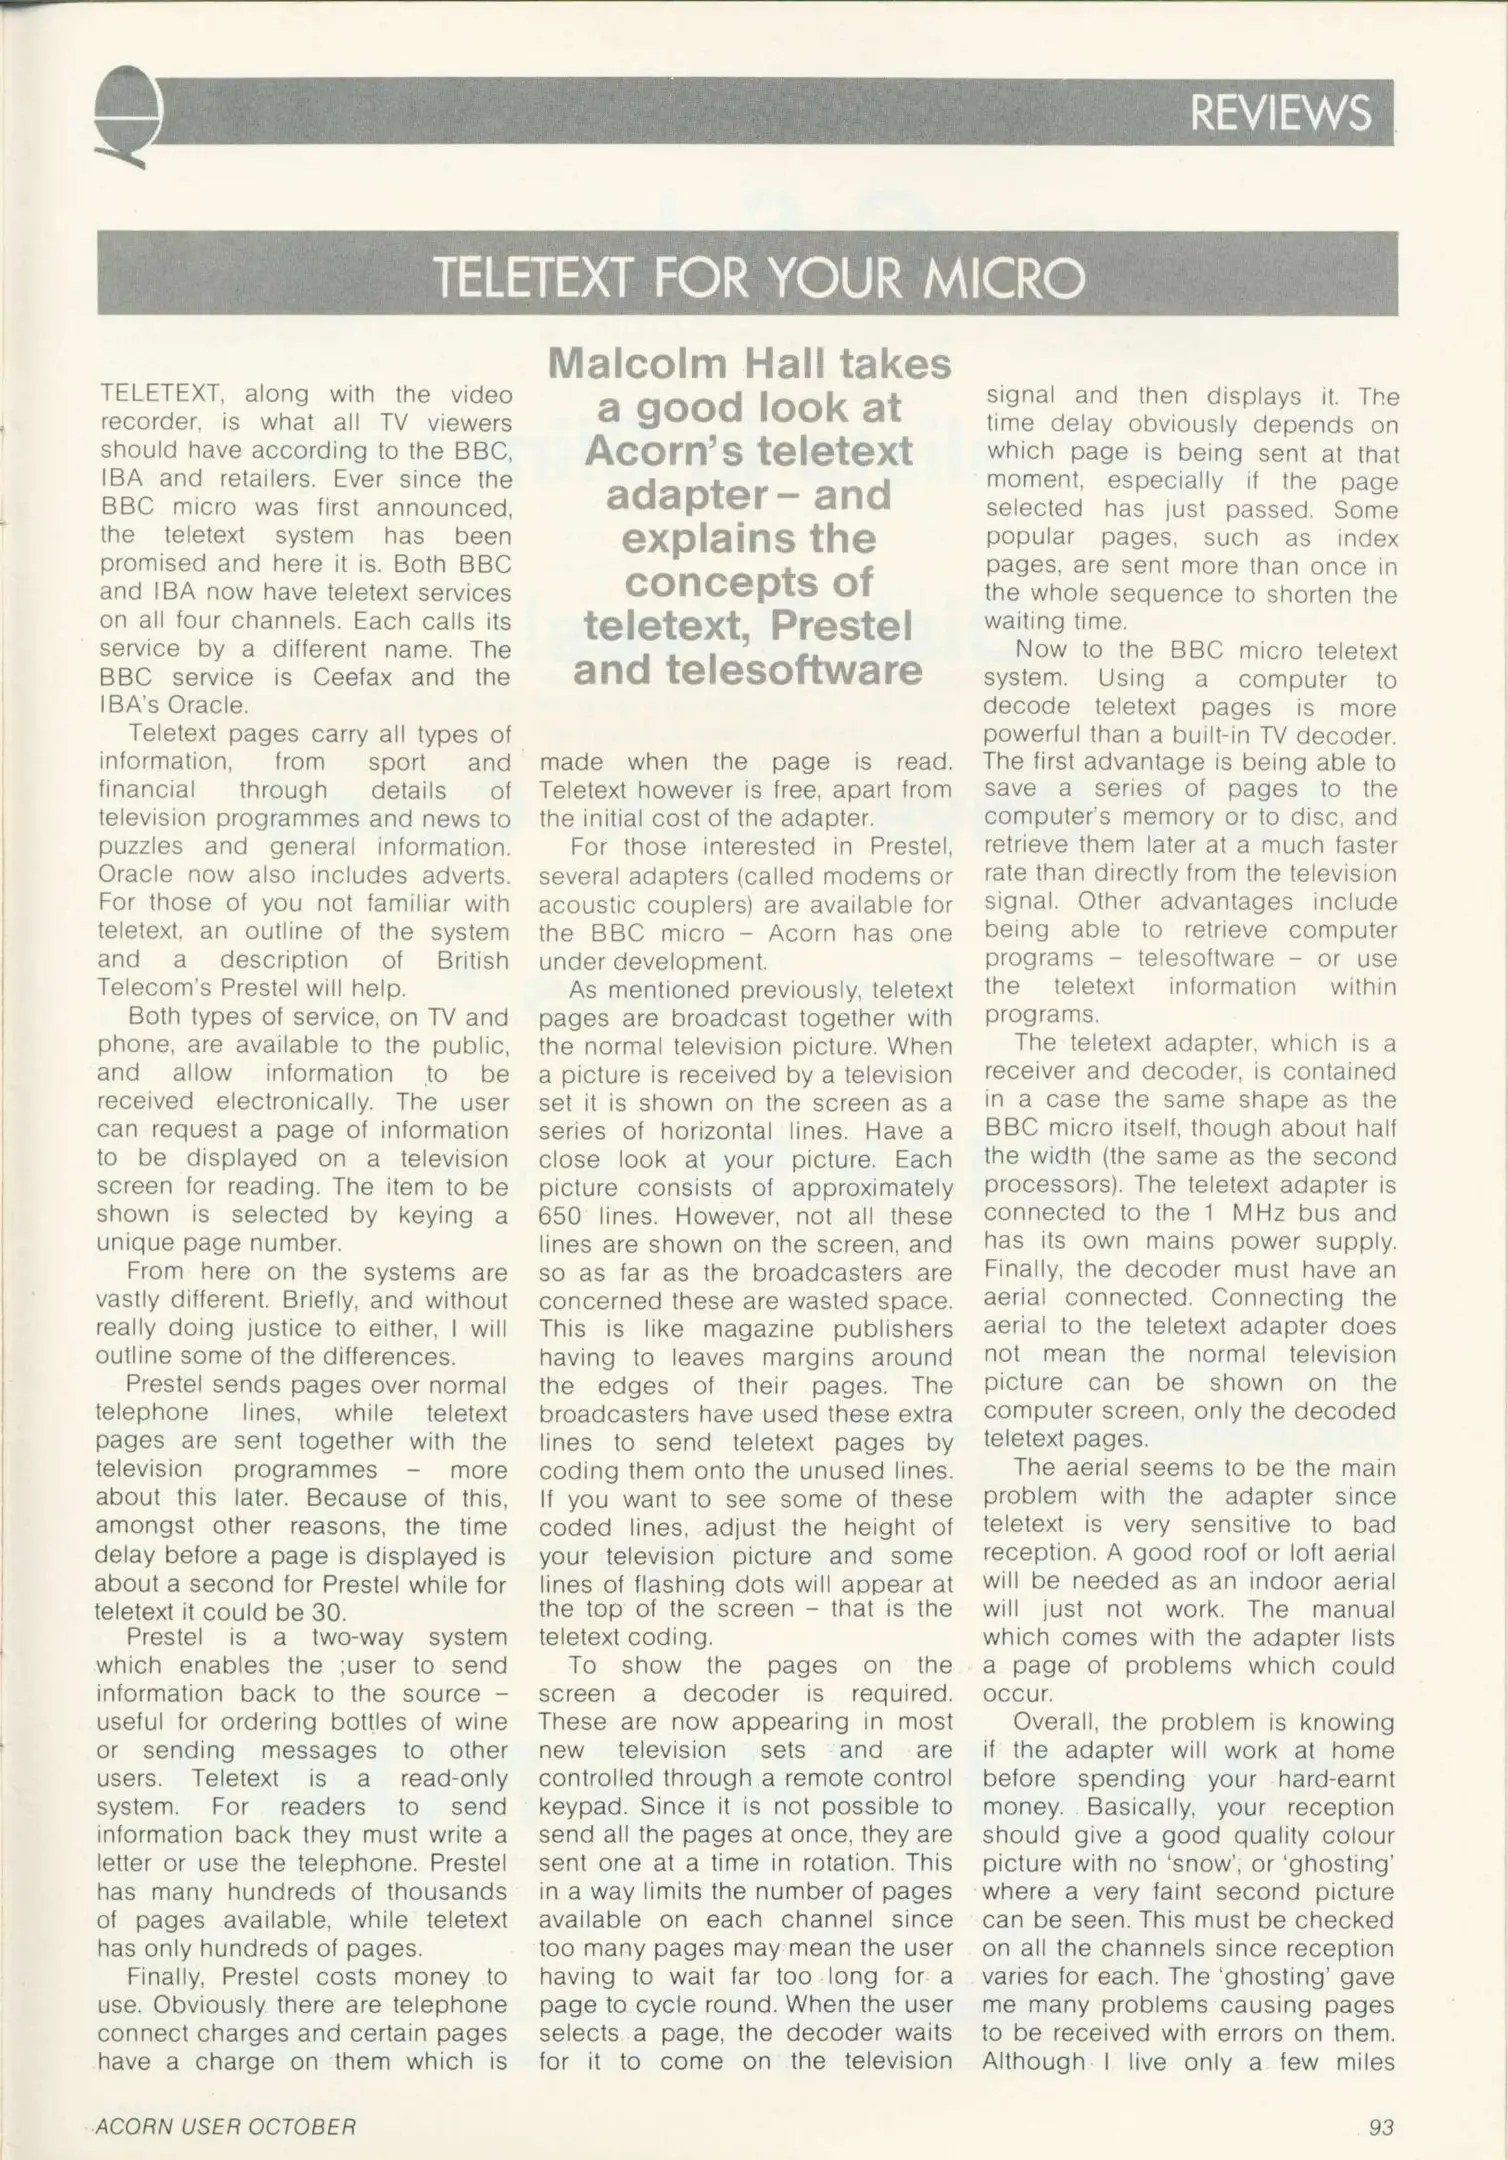 REVIEWS
TELETEXT FOR YOUR MICRO
Malcolm Hall takes
a good look at
Acorn's teletext
adapter – and
explains the
concepts of
teletext, Prestel
and telesoftware
TELETEXT, along with the video
recorder, is what all TV viewers
should have according to the BBC,
IBA and retailers. Ever since the
BBC micro was first announced,
the teletext system has been
promised and here it is. Both BBC
and IBA now have teletext services
on all four channels. Each calls its
service by a different name. The
BBC service is Ceefax and the
IBA's Oracle.
Teletext pages carry all types of
information, from sport and
financial through details of
television programmes and news to
puzzles and general information.
Oracle now also includes adverts.
For those of you not familiar with
teletext, an outline of the system
and a description of British
Telecom's Prestel will help.
Both types of service, on TV and
phone, are available to the public,
and allow information to be
received electronically. The user
can request a page of information
to be displayed on a television
screen for reading. The item to be
shown is selected by keying a
unique page number.
From here on the systems are
vastly different. Briefly, and without
really doing justice to either, I will
outline some of the differences.
Prestel sends pages over normal
telephone lines, while teletext
pages are sent together with the
television programmes – more
about this later. Because of this,
amongst other reasons, the time
delay before a page is displayed is
about a second for Prestel while for
teletext it could be 30.
Prestel is a two-way system
which enables the ;user to send
information back to the source –
useful for ordering bottles of wine
or sending messages to other
users. Teletext is a read-only
system. For readers to send
information back they must write a
letter or use the telephone. Prestel
has many hundreds of thousands
of pages available, while teletext
has only hundreds of pages.
Finally, Prestel costs money to
use. Obviously there are telephone
connect charges and certain pages
have a charge on them which is
made when the page is read.
Teletext however is free, apart from
the initial cost of the adapter.
For those interested in Prestel,
several adapters (called modems or
acoustic couplers) are available for
the BBC micro – Acorn has one
under development.
As mentioned previously, teletext
pages are broadcast together with
the normal television picture. When
a picture is received by a television
set it is shown on the screen as a
series of horizontal lines. Have a
close look at your picture. Each
picture consists of approximately
650 lines. However, not all these
lines are shown on the screen, and
so as far as the broadcasters are
concerned these are wasted space.
This is like magazine publishers
having to leaves margins around
the edges of their pages. The
broadcasters have used these extra
lines to send teletext pages by
coding them onto the unused lines.
If you want to see some of these
coded lines, adjust the height of
your television picture and some
lines of flashing dots will appear at
the top of the screen – that is the
teletext coding.
To show the pages on the
screen a decoder is required.
These are now appearing in most
new television sets and are
controlled through a remote control
keypad. Since it is not possible to
send all the pages at once, they are
sent one at a time in rotation. This
in a way limits the number of pages
available on each channel since
too many pages may mean the user
having to wait far too long for a
page to cycle round. When the user
selects a page, the decoder waits
for it to come on the television
signal and then displays it. The
time delay obviously depends on
which page is being sent at that
moment, especially if the page
selected has just passed. Some
popular pages, such as index
pages, are sent more than once in
the whole sequence to shorten the
waiting time.
Now to the BBC micro teletext
system. Using a computer to
decode teletext pages is more
powerful than a built-in TV decoder.
The first advantage is being able to
save a series of pages to the
computer's memory or to disc, and
retrieve them later at a much faster
rate than directly from the television
signal. Other advantages include
being able to retrieve computer
programs – telesoftware – or use
the teletext information within
programs.
The teletext adapter, which is a
receiver and decoder, is contained
in a case the same shape as the
BBC micro itself, though about half
the width (the same as the second
processors). The teletext adapter is
connected to the 1 MHz bus and
has its own mains power supply.
Finally, the decoder must have an
aerial connected. Connecting the
aerial to the teletext adapter does
not mean the normal television
picture can be shown on the
computer screen, only the decoded
teletext pages.
The aerial seems to be the main
problem with the adapter since
teletext is very sensitive to bad
reception. A good roof or loft aerial
will be needed as an indoor aerial
will just not work. The manual
which comes with the adapter lists
a page of problems which could
occur.
Overall, the problem is knowing
if the adapter will work at home
before spending your hard-earnt
money. Basically, your reception
should give a good quality colour
picture with no 'snow', or 'ghosting'
where a very faint second picture
can be seen. This must be checked
on all the channels since reception
varies for each. The 'ghosting' gave
me many problems causing pages
to be received with errors on them.
Although I live only a few miles
ACORN USER OCTOBER
93